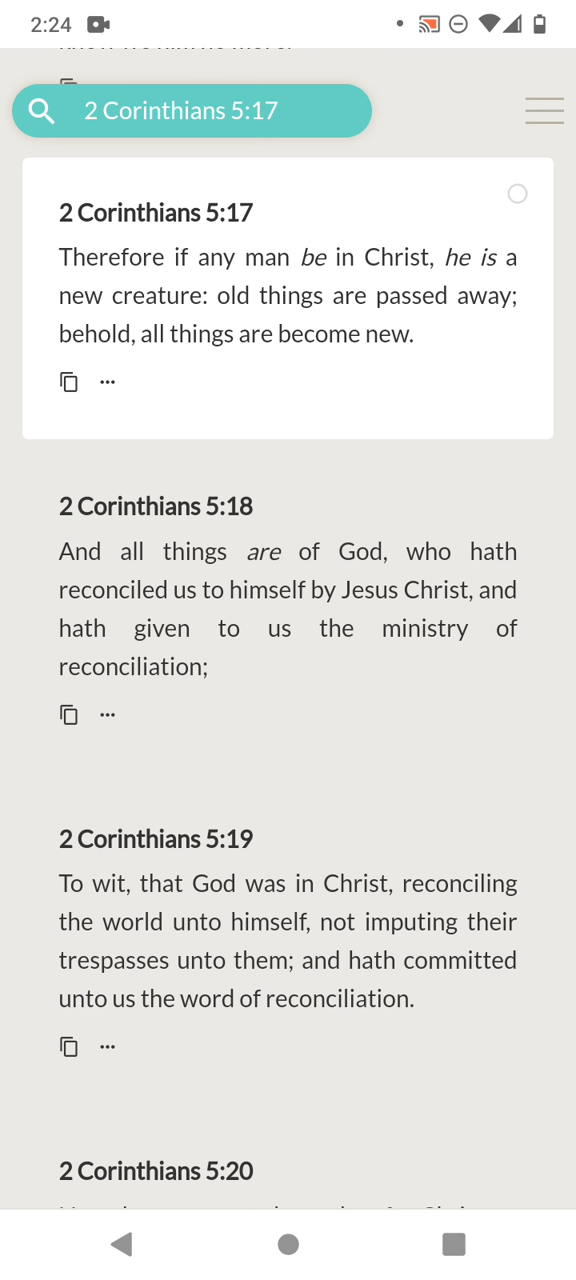 2:24
2 Corinthians 5:17
2 Corinthians 5:17
Therefore if any man be in Christ, he is a
new creature: old things are passed away;
behold, all things are become new.
2 Corinthians 5:18
And all things are of God, who hath
reconciled us to himself by Jesus Christ, and
hath given to us the ministry of
reconciliation;
2 Corinthians 5:19
To wit, that God was in Christ, reconciling
the world unto himself, not imputing their
trespasses unto them; and hath committed
unto us the word of reconciliation.
2 Corinthians 5:20